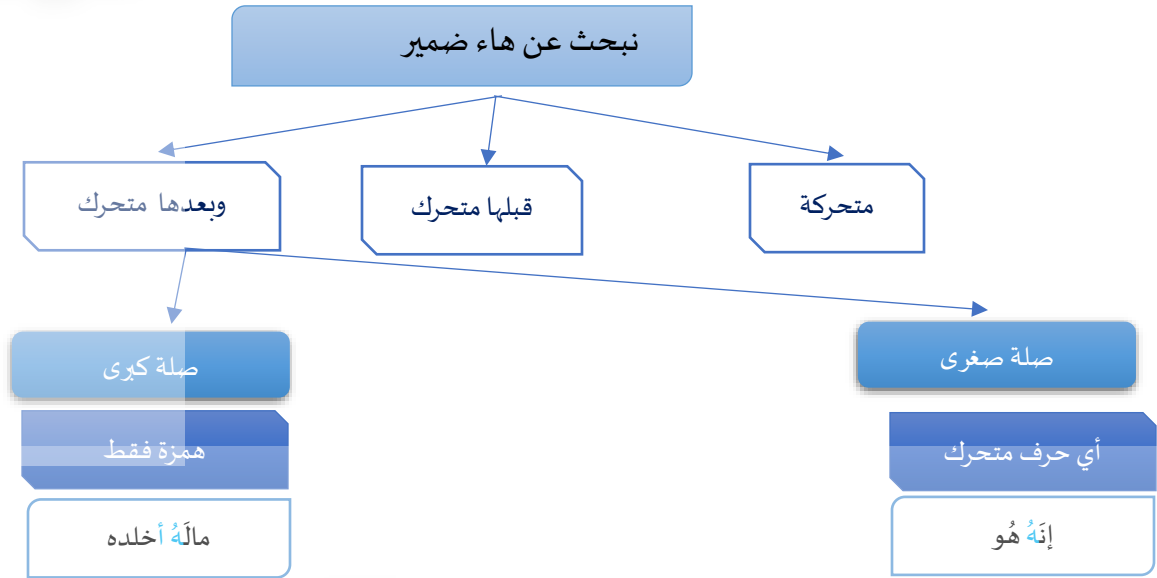 نبحث عن هاء ضمير
متحركة
قبلها متحرك
وبعدها متحرك
صلة صغرى
صلة كبرى
أي حرف متحرك
همزة فقط
إنَهُ هُو
مالَهُ أخلده